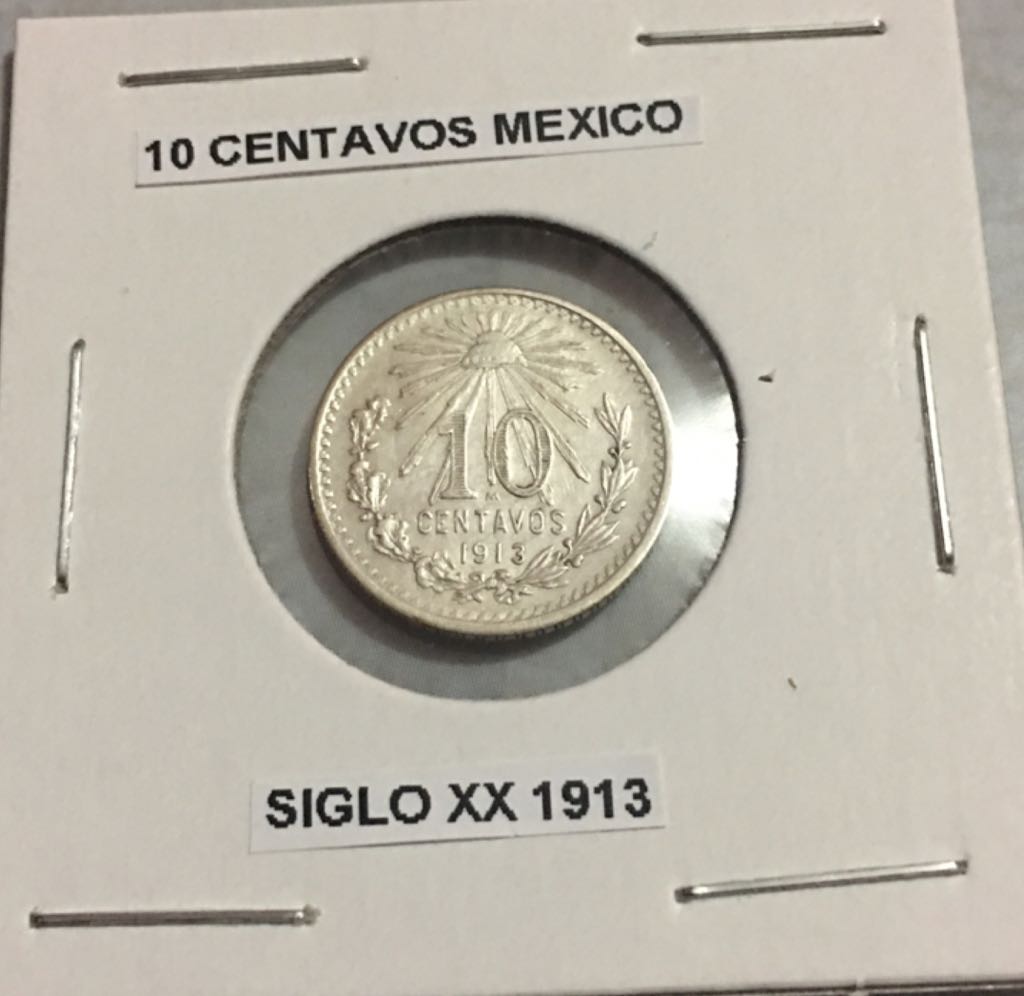 10 CENTAVOS MEXICO
10
M
CENTAVOS
1913
SIGLO XX 1913